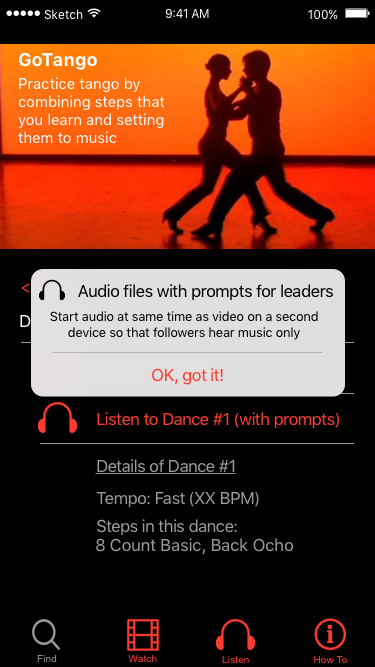 Sketch 9:41 AM 100%
GoTango
Practice tango by
combining steps that
you learn and setting
them to music
<
D
Audio files with prompts for leaders
Start audio at same time as video on a second
device so that followers hear music only
OK, got it!
Listen to Dance #1 (with prompts)
Details of Dance #1
Tempo: Fast (XX BPM)
Steps in this dance:
8 Count Basic, Back Ocho
Find Watch Listen How To